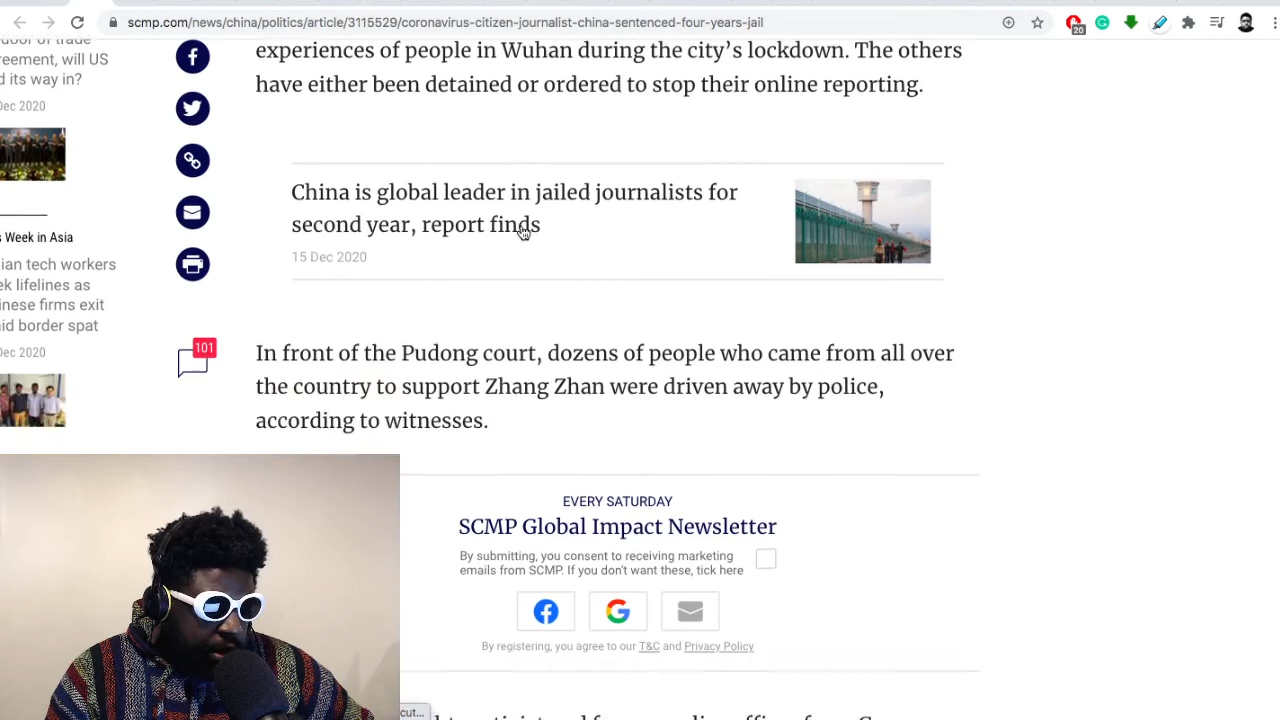 scmp.com/news/china/politics/article/3115529/coronavirus-citizen-journalist-china-sentenced-four-years-jail
20
door of trade
reement, will US
d its way in?
Dec 2020
s Week in Asia
ian tech workers
ek lifelines as
inese firms exit
id border spat
Dec 2020
101
experiences of people in Wuhan during the city’s lockdown. The others
have either been detained or ordered to stop their online reporting.
China is global leader in jailed journalists for
second year, report finds
15 Dec 2020
In front of the Pudong court, dozens of people who came from all over
the country to support Zhang Zhan were driven away by police,
according to witnesses.
EVERY SATURDAY
SCMP Global Impact Newsletter
By submitting, you consent to receiving marketing
emails from SCMP. If you don't want these, tick here
By registering, you agree to our T&C and Privacy Policy
cut...